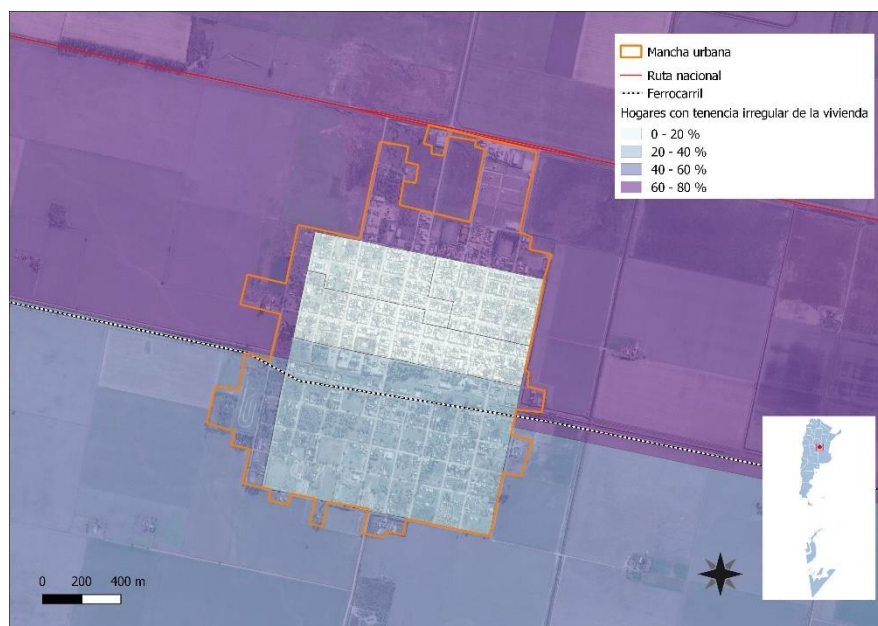 Mancha urbana
Ruta nacional
Ferrocarril
Hogares con tenencia irregular de la vivienda
0 - 20 %
20 - 40 %
40 - 60 %
60 - 80 %
0 200 400 m